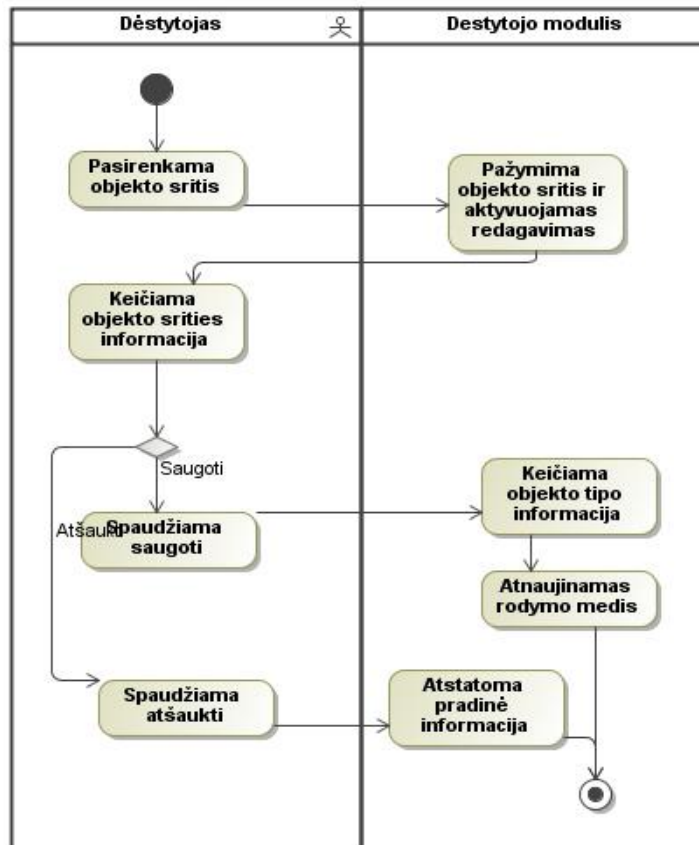 Dėstytojas
Destytojo modulis
Pasirenkama
objekto sritis
Pažymima
objekto sritis ir
aktyvuojamas
redagavimas
Keičiama
objekto srities
informacija
Saugoti
Atšaukti
Spaudžiama
saugoti
Keičiama
objekto tipo
informacija
Atnaujinamas
rodymo medis
Spaudžiama
atšaukti
Atstatoma
pradinė
informacija